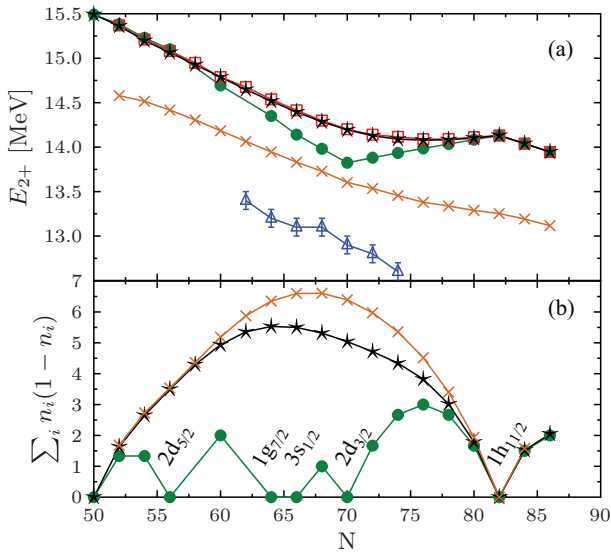 15.5
(a)
15.0
14.5
14.0
13.5
13.0
E₂₊ [MeV]
7
(b)
6
5
4
3
2
1
0
∑ᵢ nᵢ(1 − nᵢ)
2d₅/₂
1g₇/₂
3s₁/₂
2d₃/₂
1h₁₁/₂
50 55 60 65 70 75 80 85 90
N